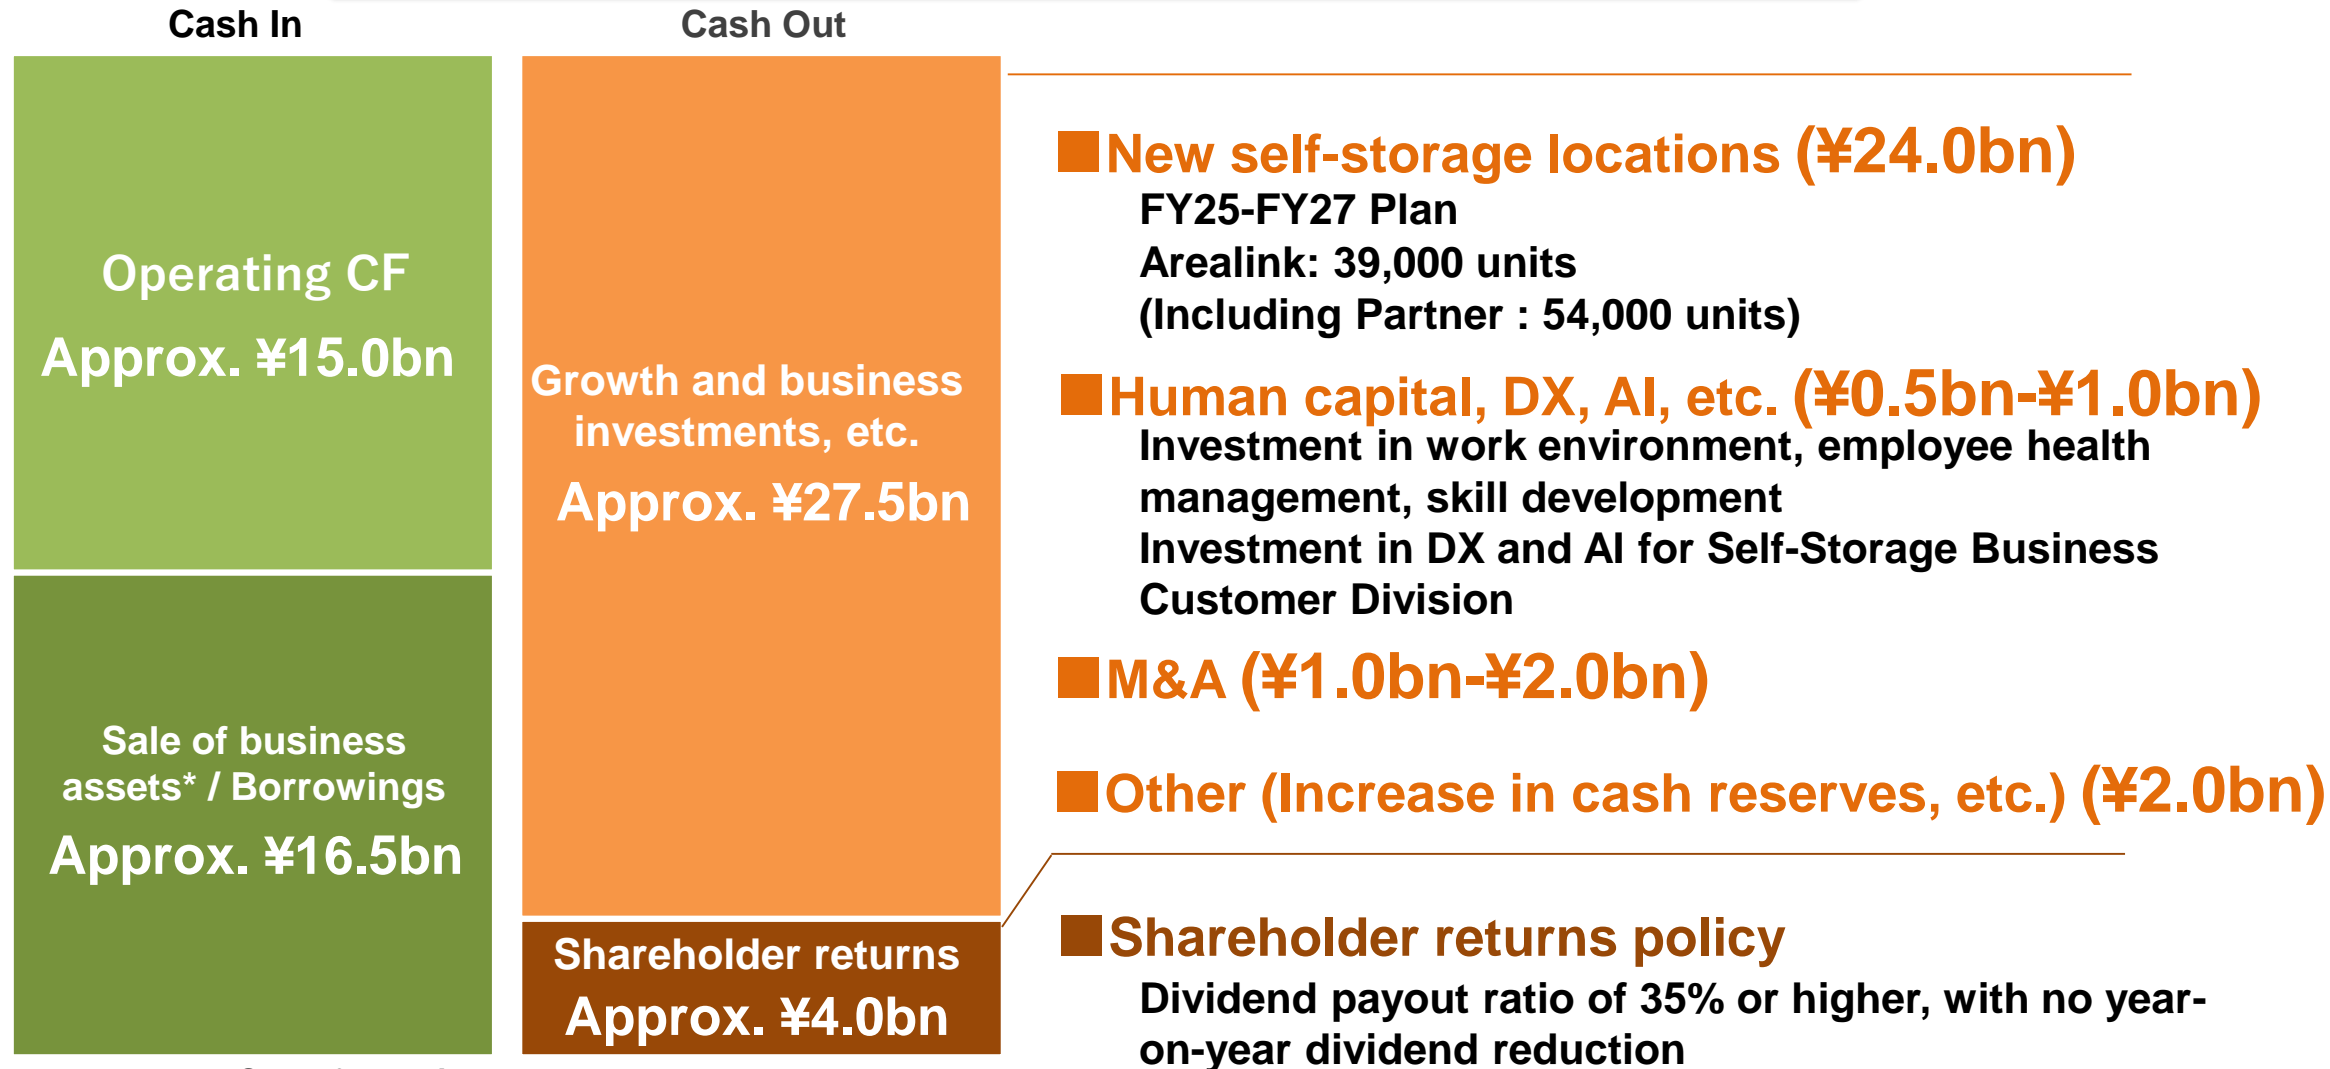 Cash In
Cash Out
Operating CF
Approx. ¥15.0bn
Sale of business
assets* / Borrowings
Approx. ¥16.5bn
Growth and business
investments, etc.
Approx. ¥27.5bn
Shareholder returns
Approx. ¥4.0bn
■New self-storage locations (¥24.0bn)
FY25-FY27 Plan
Arealink: 39,000 units
(Including Partner : 54,000 units)
■Human capital, DX, AI, etc. (¥0.5bn-¥1.0bn)
Investment in work environment, employee health
management, skill development
Investment in DX and AI for Self-Storage Business
Customer Division
■M&A (¥1.0bn-¥2.0bn)
■Other (Increase in cash reserves, etc.) (¥2.0bn)
■Shareholder returns policy
Dividend payout ratio of 35% or higher, with no year-
on-year dividend reduction